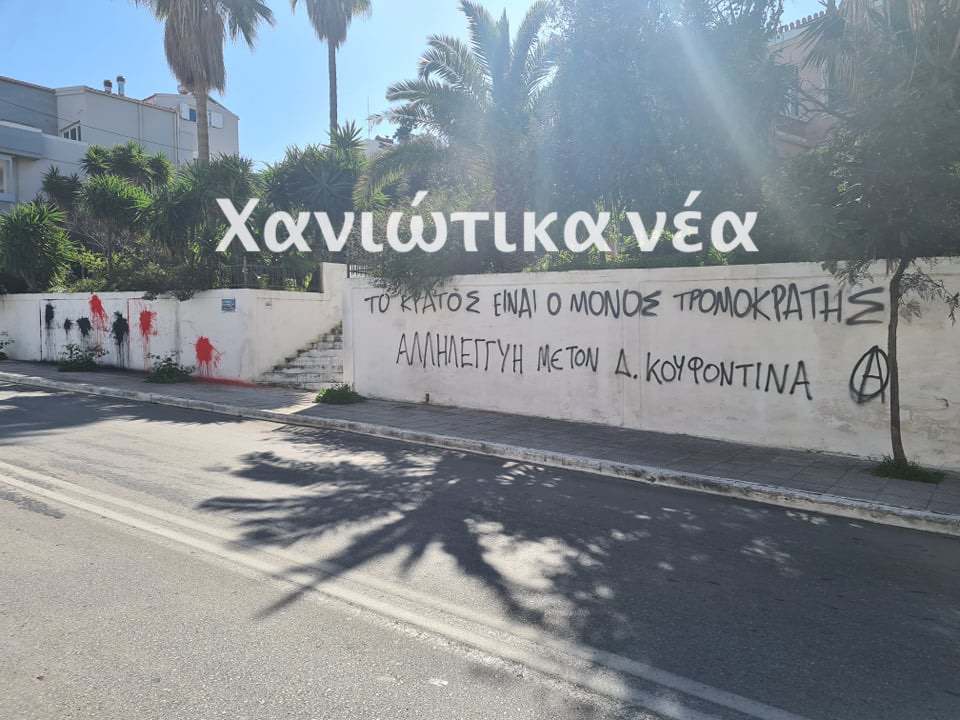 Χανιώτικα νέα
ΤΟ ΚΡΑΤΟΣ ΕΙΝΑΙ Ο ΜΟΝΟΣ ΤΡΟΜΟΚΡΑΤΗΣ
ΑΛΛΗΛΕΓΓΥΗ ΜΕ ΤΟΝ Δ. ΚΟΥΦΟΝΤΙΝΑ Ⓐ